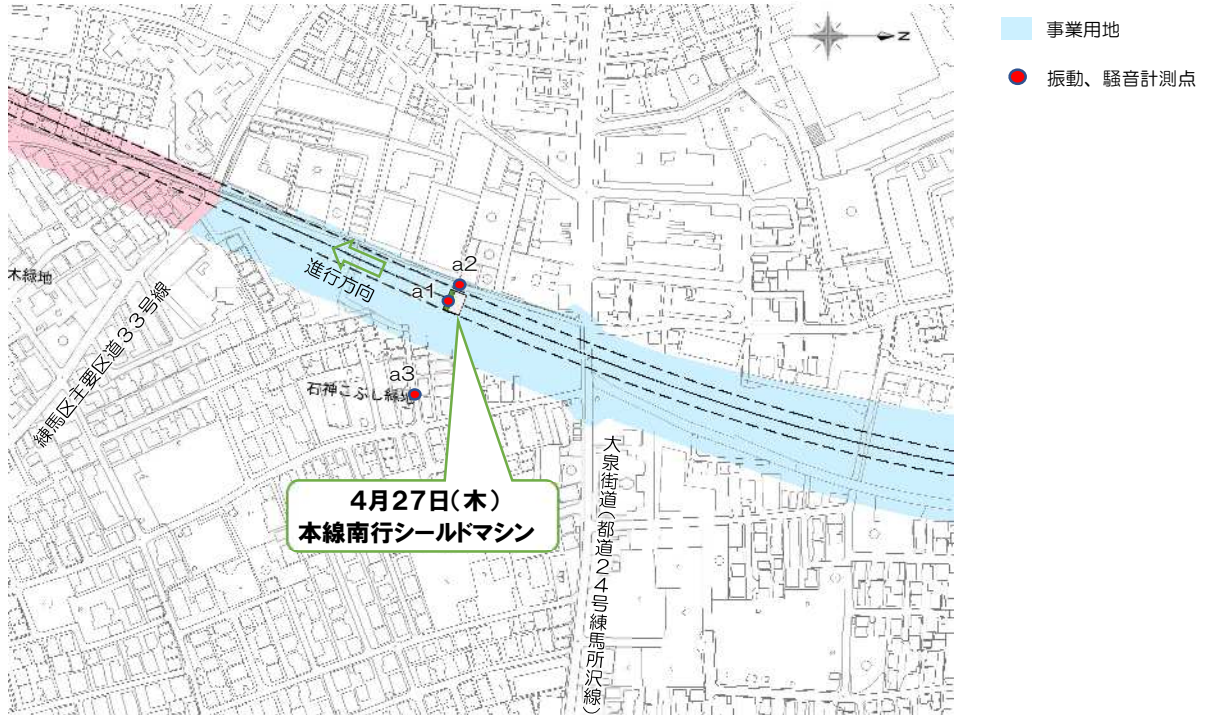 N
事業用地
振動、騒音計測点
木緑地
練馬区主要区道33号線
進行方向
a2
a1
a3
石神こぶし緑地
4月27日(木)
本線南行シールドマシン
大泉街道(都道24号練馬所沢線)